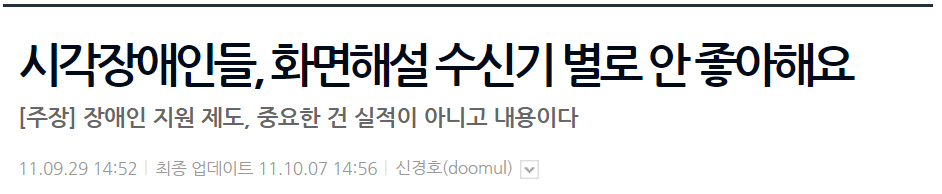 시각장애인들, 화면해설 수신기 별로 안 좋아해요
[주장] 장애인 지원 제도, 중요한 건 실적이 아니고 내용이다
11.09.29 14:52 | 최종 업데이트 11.10.07 14:56 | 신경호(doomul)